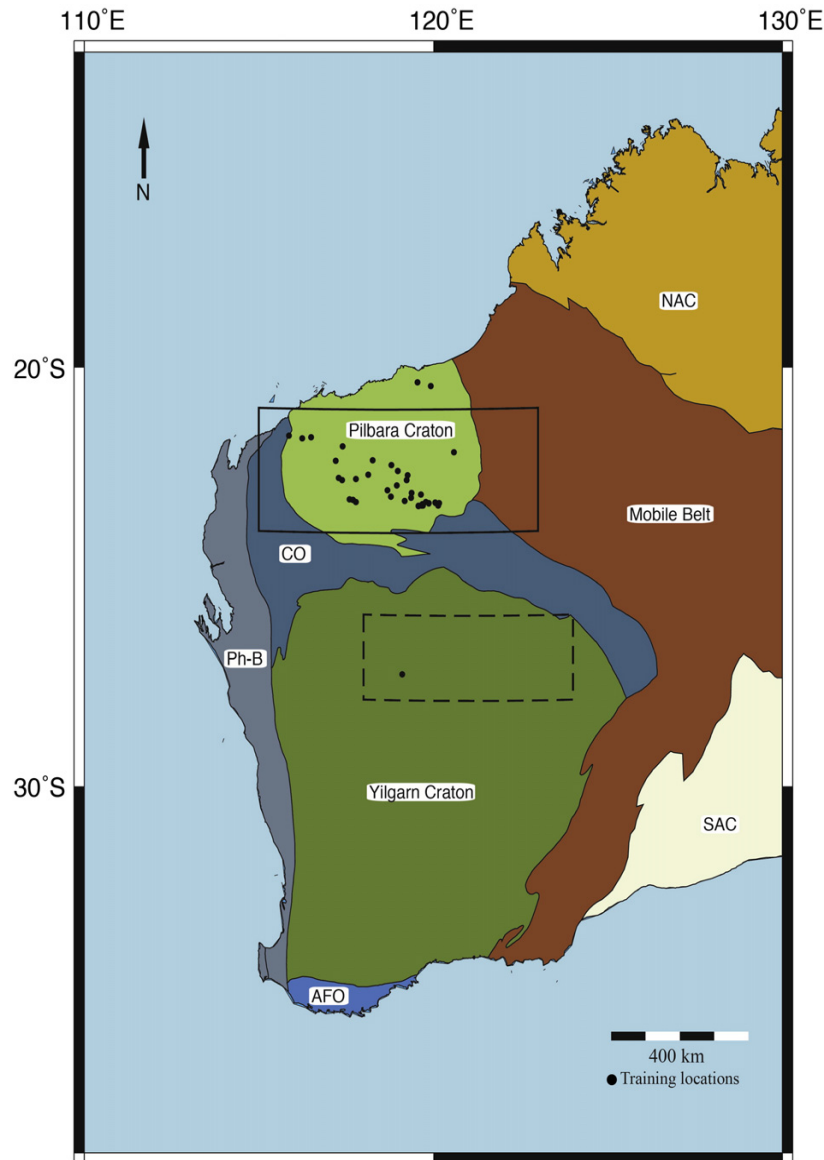 110°E 120°E 130°E
N
NAC
20°S
Pilbara Craton
Mobile Belt
CO
Ph-B
30°S
Yilgarn Craton
SAC
AFO
400 km
Training locations